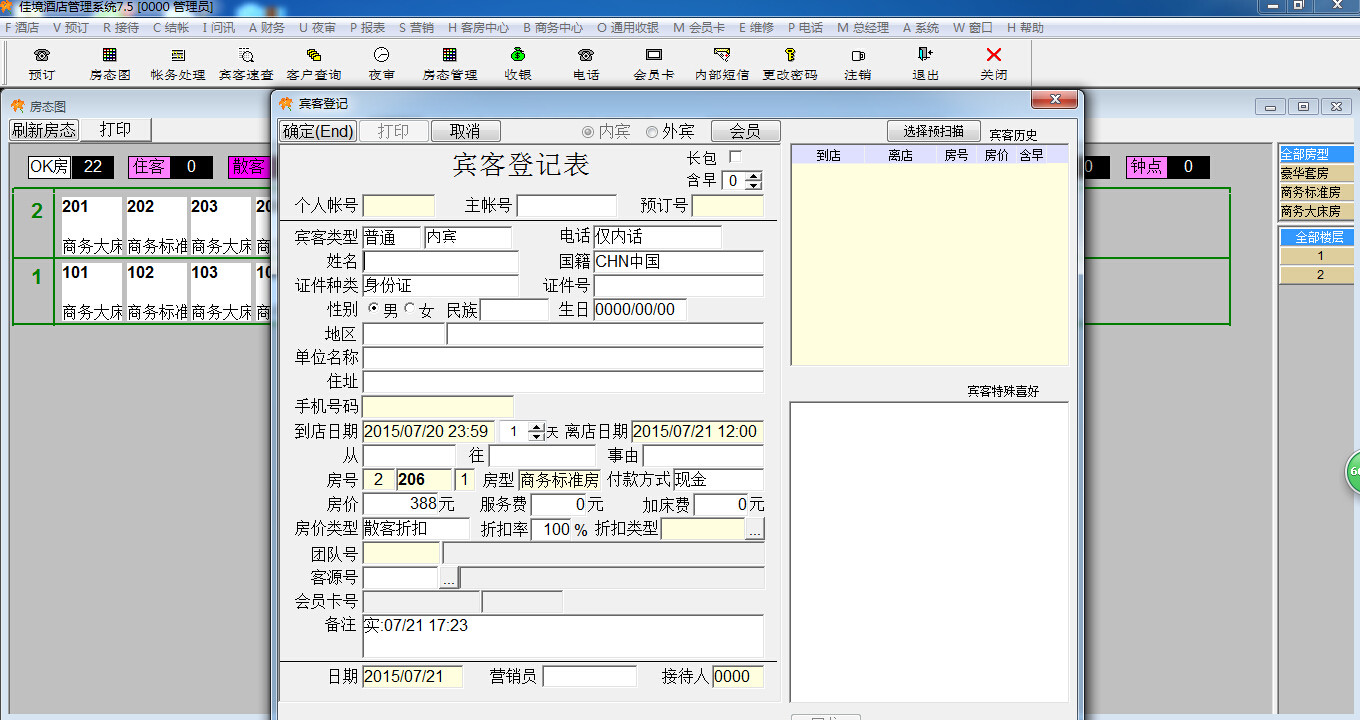 佳境酒店管理系统7.5 [0000 管理员]
F 酒店 V 预订 R 接待 C 结帐 I 问讯 A 财务 U 夜审 P 报表 S 营销 H 客房中心 B 商务中心 O 通用收银 M 会员卡 E 维修 P 电话 M 总经理 A 系统 W 窗口 H 帮助
预订 房态图 帐务处理 宾客速查 客户查询 夜审 房态管理 收银 电话 会员卡 内部短信 更改密码 注销 退出 关闭
房态图
刷新房态 打印
OK房 22 住客 0 散客
0 钟点 0
2 201 202 203 20
商务大床 商务标准 商务大床 商
1 101 102 103 10
商务大床 商务标准 商务大床 商
全部房型
豪华套房
商务标准房
商务大床房
全部楼层
1
2
宾客登记
确定(End) 打印 取消 内宾 外宾 会员 选择预扫描 宾客历史
宾客登记表 长包
含早 0
到店 离店 房号 房价 含早
个人帐号 主帐号 预订号
宾客类型 普通 内宾 电话 仅内话
姓名 国籍 CHN中国
证件种类 身份证 证件号
性别 男 女 民族 生日 0000/00/00
地区
单位名称
住址
宾客特殊喜好
手机号码
到店日期 2015/07/20 23:59 1 天 离店日期 2015/07/21 12:00
从 往 事由
房号 2 206 1 房型 商务标准房 付款方式 现金
房价 388 元 服务费 0 元 加床费 0 元
房价类型 散客折扣 折扣率 100 % 折扣类型 ...
团队号
客源号 ...
会员卡号
备注 实:07/21 17:23
日期 2015/07/21 营销员 接待人 0000